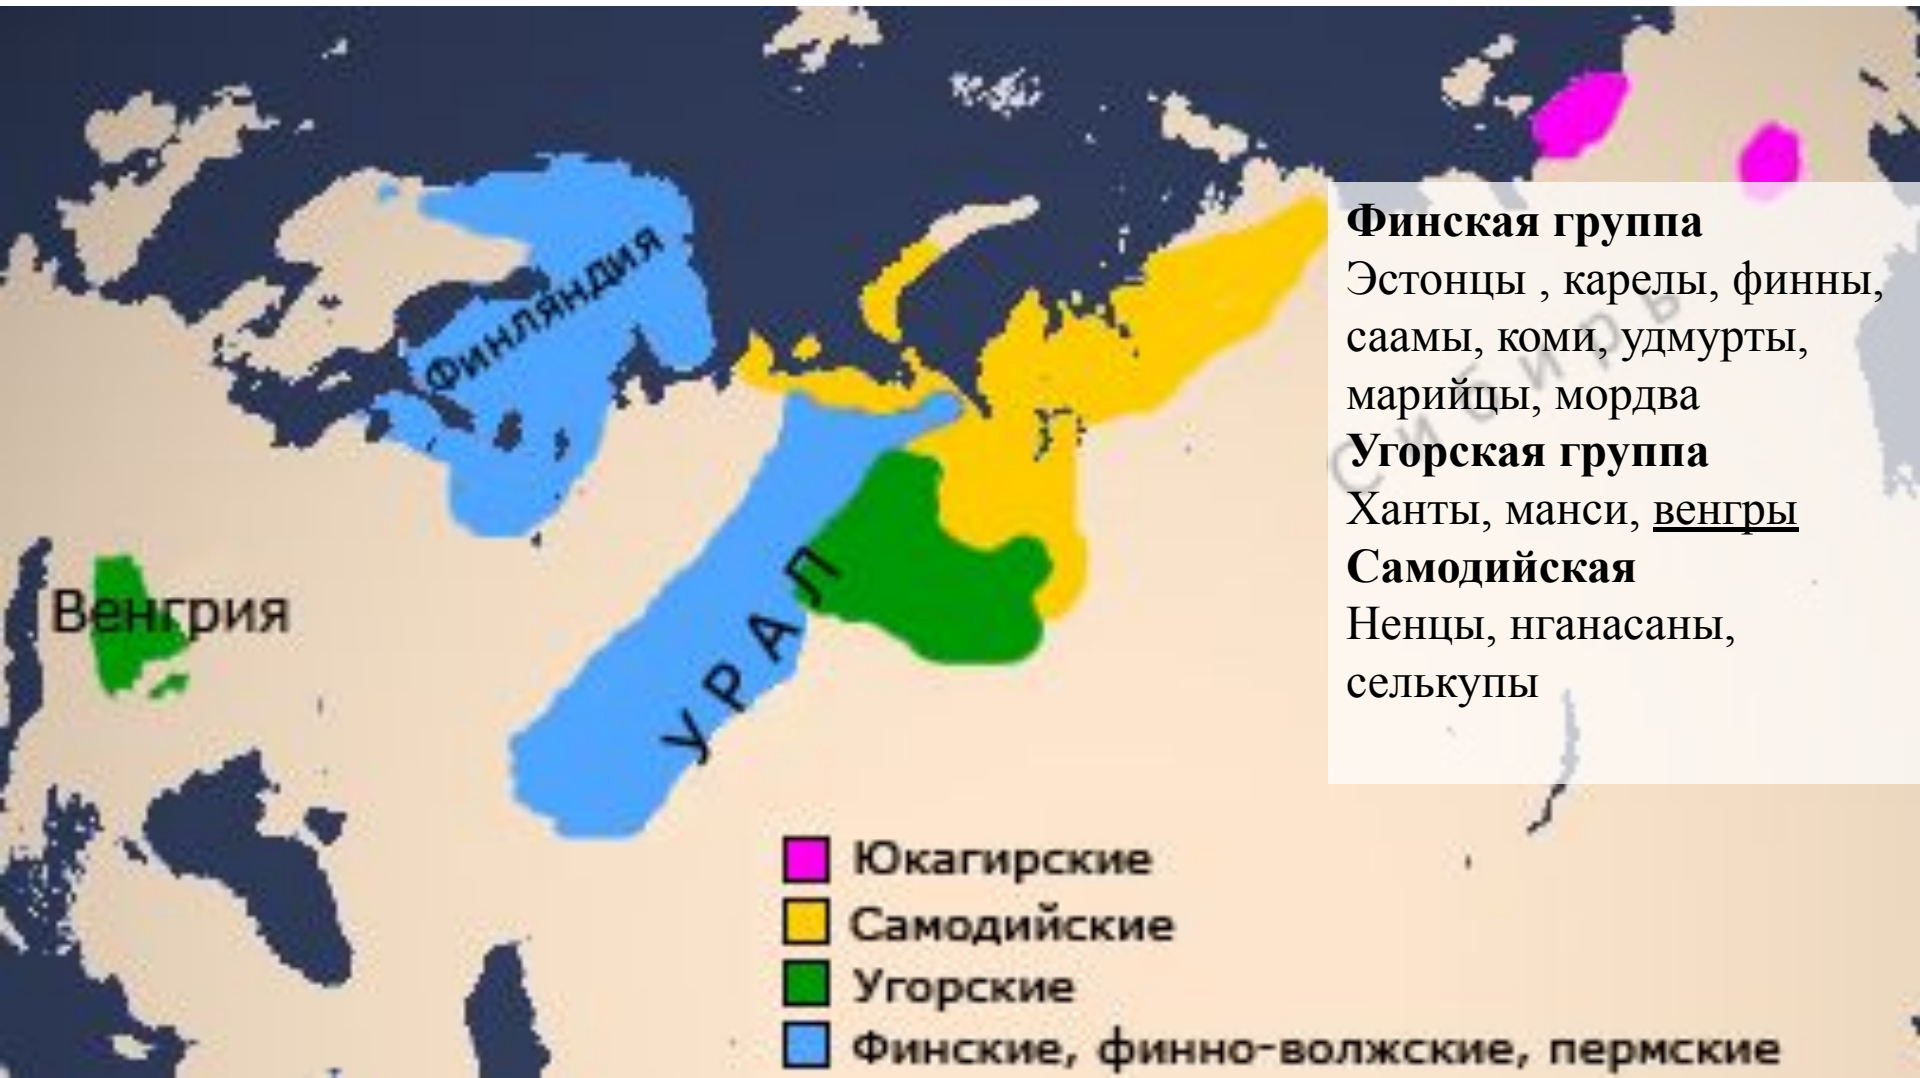 Финляндия
Сибирь
Финская группа
Эстонцы , карелы, финны,
саамы, коми, удмурты,
марийцы, мордва
Угорская группа
Ханты, манси, венгры
Самодийская
Ненцы, нганасаны,
селькупы
Венгрия
УРАЛ
Юкагирские
Самодийские
Угорские
Финские, финно-волжские, пермские